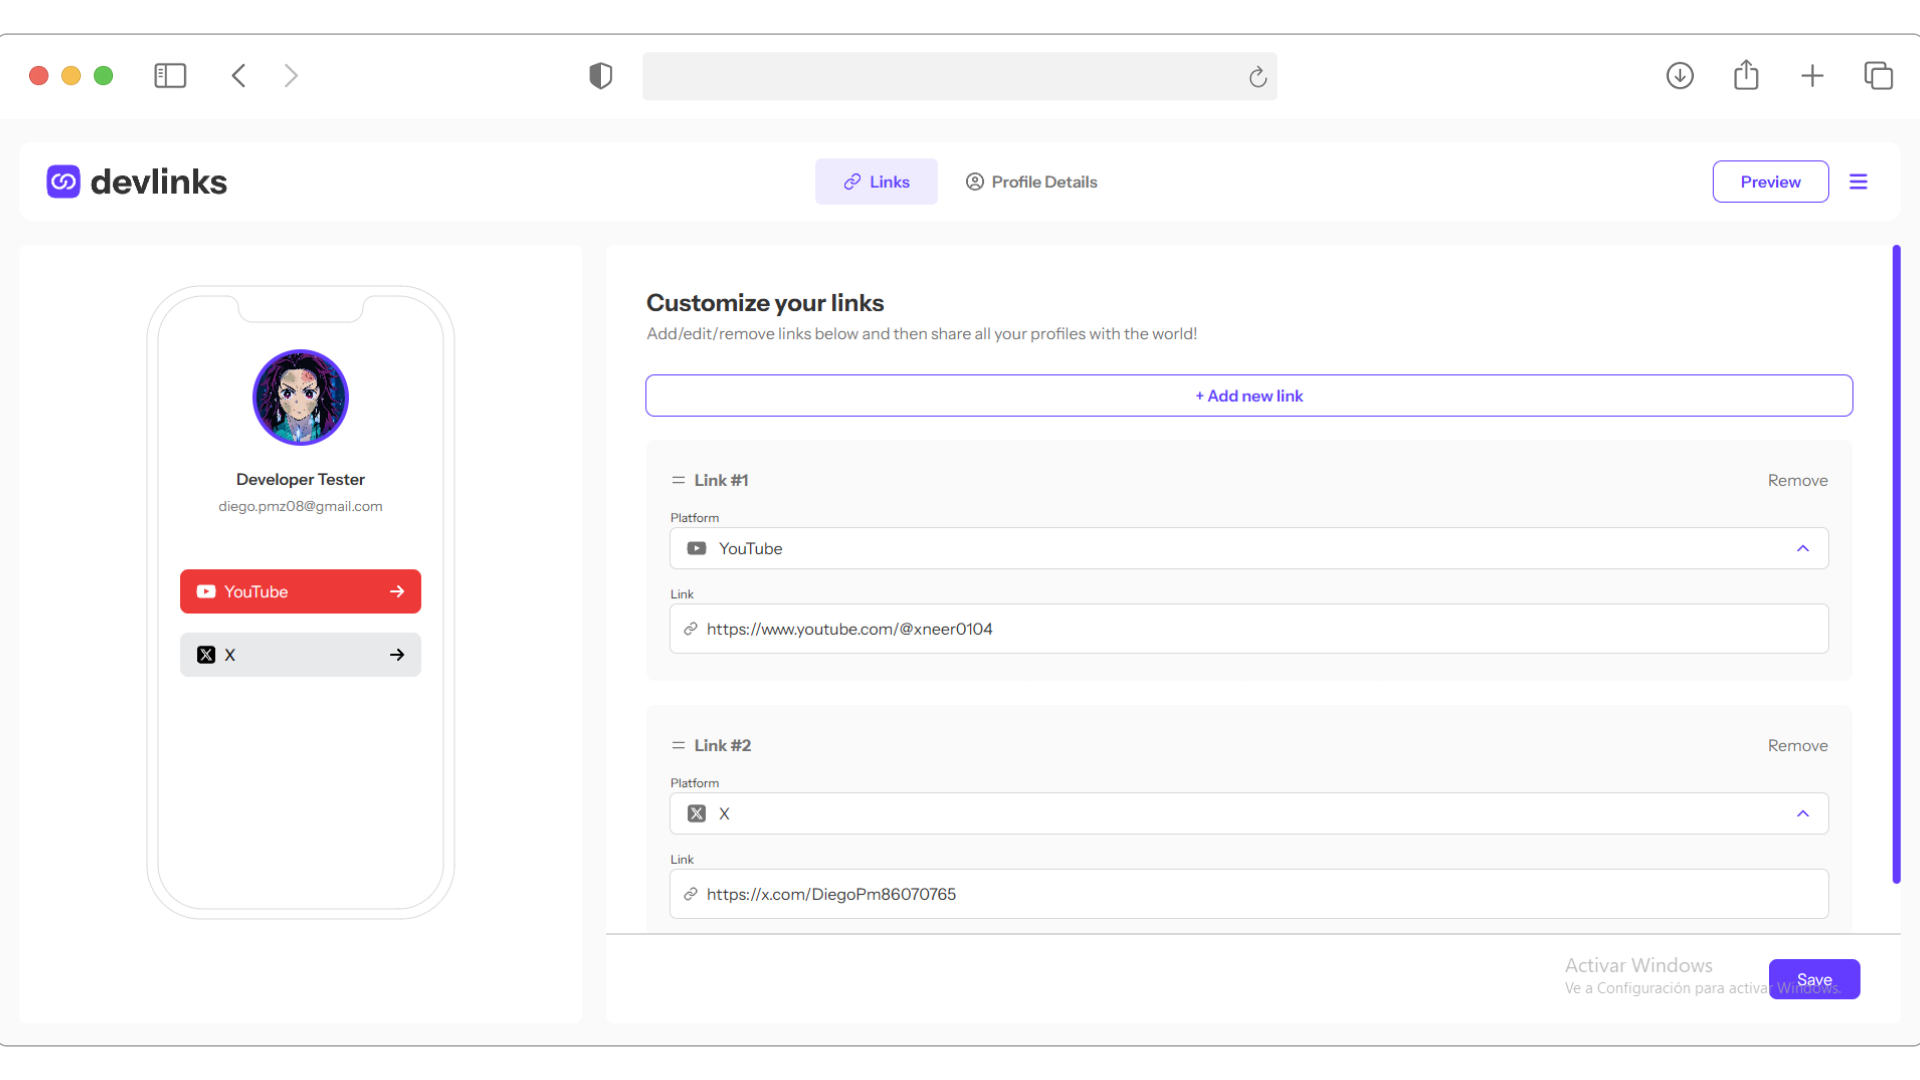 devlinks
Links
Profile Details
Preview
Developer Tester
diego.pmz08@gmail.com
YouTube
X
Customize your links
Add/edit/remove links below and then share all your profiles with the world!
+ Add new link
Link #1
Remove
Platform
YouTube
Link
https://www.youtube.com/@xneer0104
Link #2
Remove
Platform
X
Link
https://x.com/DiegoPm86070765
Activar Windows
Ve a Configuración para activar Windows.
Save